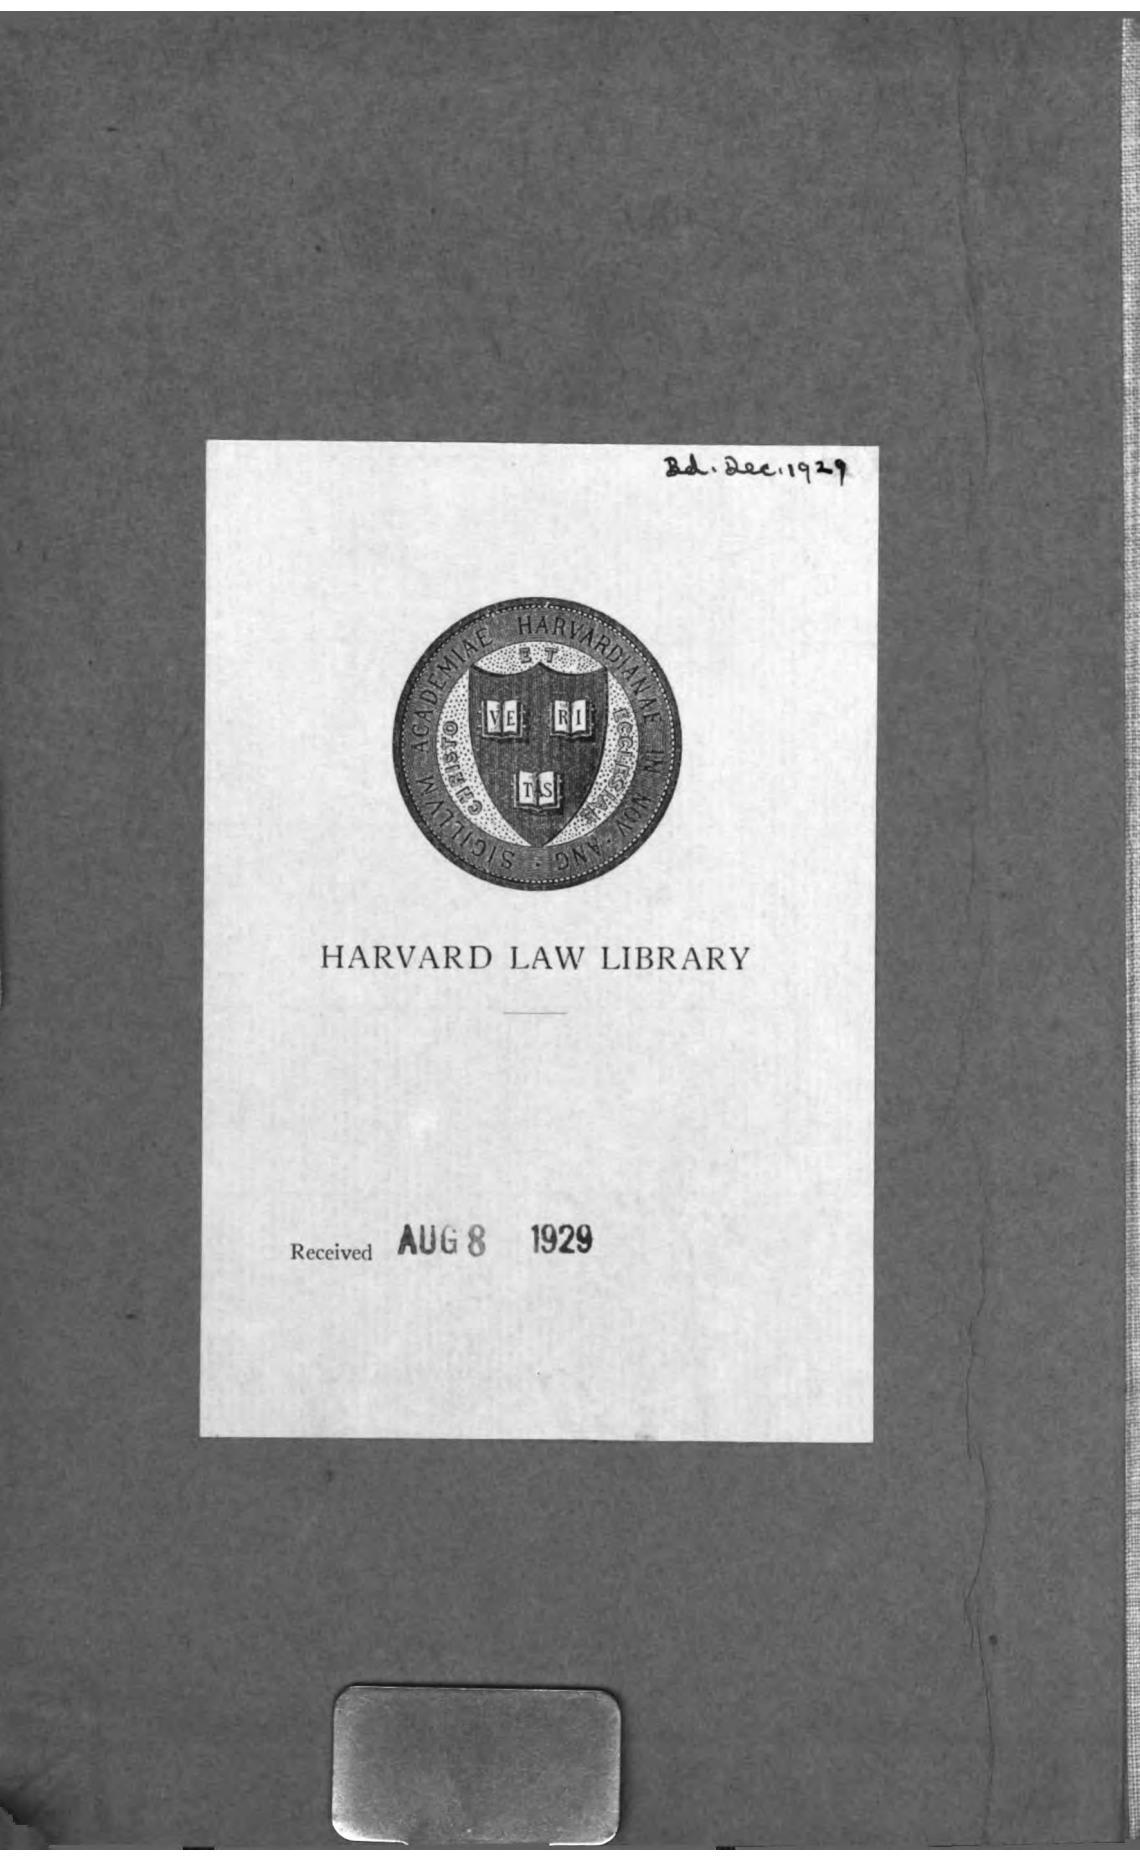 Bd. Dec. 1929
SIGILLVM ACADEMIAE HARVARDIANAE IN NOV · ANG ·
CHRISTO ET ECCLESIAE
VE RI
TAS
HARVARD LAW LIBRARY
Received AUG 8 1929